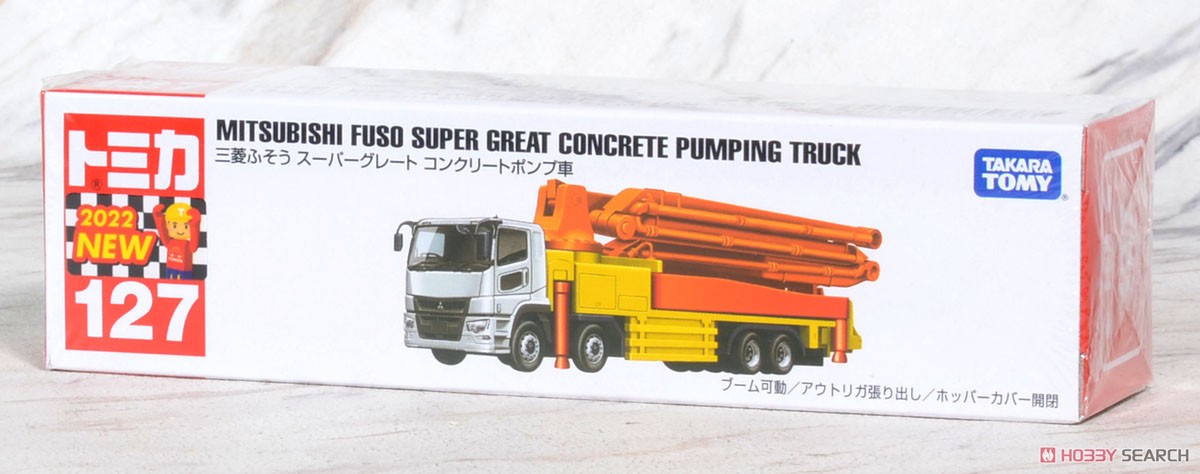 トミカ
®
2022
NEW
127
MITSUBISHI FUSO SUPER GREAT CONCRETE PUMPING TRUCK
三菱ふそう スーパーグレート コンクリートポンプ車
TAKARA
TOMY
®
ブーム可動／アウトリガ張り出し／ホッパーカバー開閉
HOBBY SEARCH